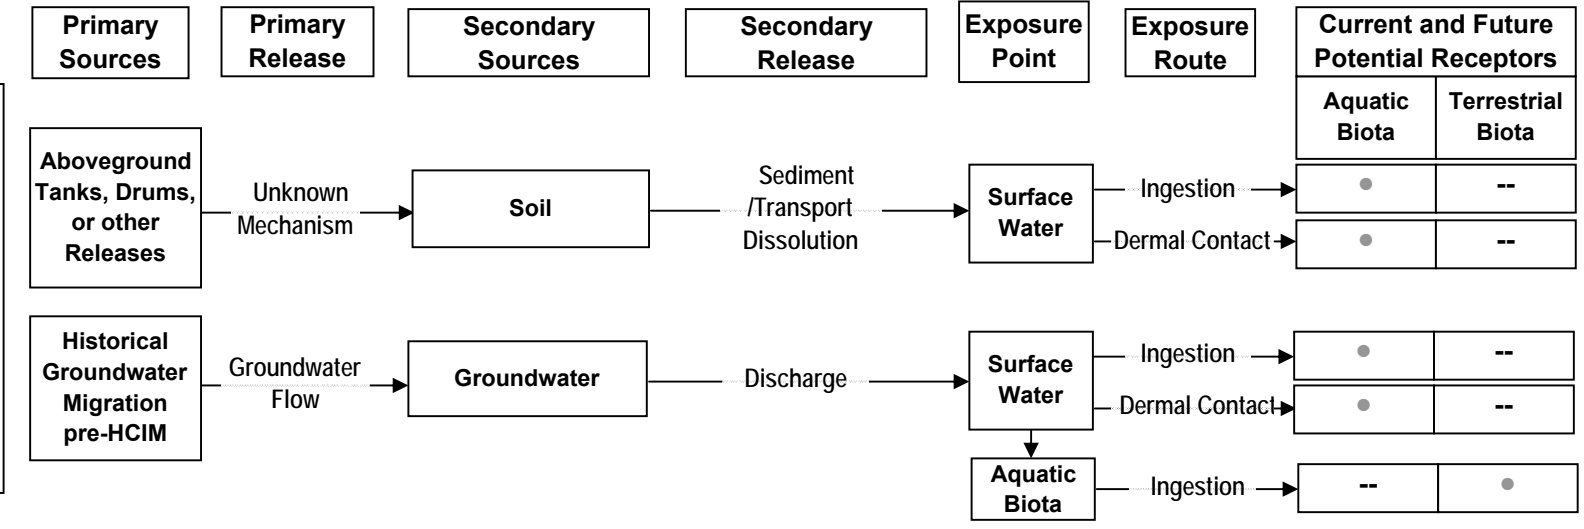 Primary
Sources
Primary
Release
Secondary
Sources
Secondary
Release
Exposure
Point
Exposure
Route
Current and Future
Potential Receptors
Aquatic
Biota
Terrestrial
Biota
Aboveground
Tanks, Drums,
or other
Releases
Unknown
Mechanism
Soil
Sediment
/Transport
Dissolution
Surface
Water
Ingestion
--
Dermal Contact
--
Historical
Groundwater
Migration
pre-HCIM
Groundwater
Flow
Groundwater
Discharge
Surface
Water
Ingestion
--
Dermal Contact
--
Aquatic
Biota
Ingestion
--